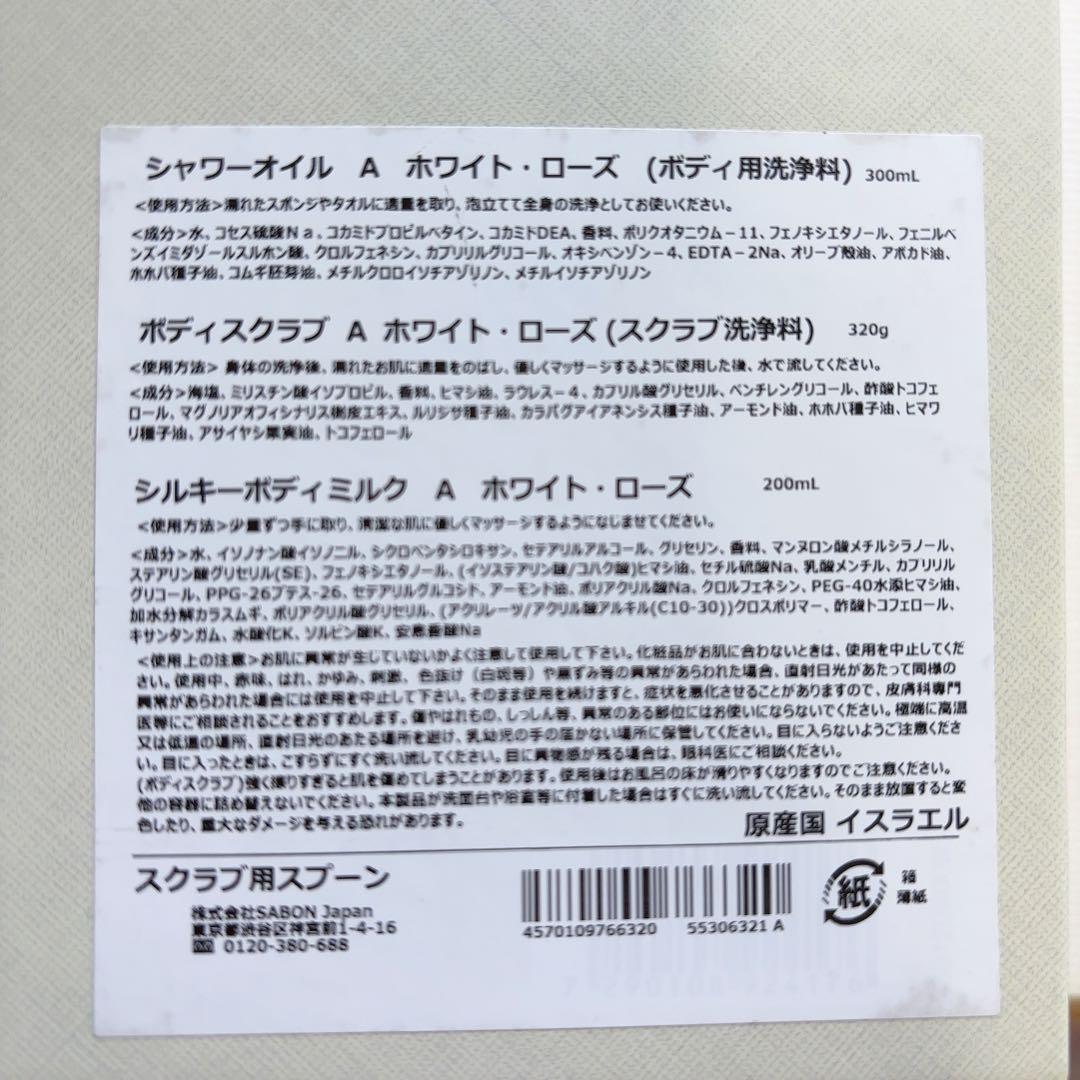 シャワーオイル A ホワイト・ローズ (ボディ用洗浄料) 300mL
<使用方法>濡れたスポンジやタオルに適量を取り、泡立てて全身の洗浄としてお使いください。
<成分>水、コセス硫酸Na、コカミドプロピルベタイン、コカミドDEA、香料、ポリクオタニウム-11、フェノキシエタノール、フェニルベ
ンズイミダゾールスルホン酸、クロルフェネシン、カプリリルグリコール、オキシベンゾン-4、EDTA-2Na、オリーブ殻油、アボカド油、
ホホバ種子油、コムギ胚芽油、メチルクロロイソチアゾリノン、メチルイソチアゾリノン
ボディスクラブ A ホワイト・ローズ (スクラブ洗浄料) 320g
<使用方法> 身体の洗浄後、濡れたお肌に適量をのばし、優しくマッサージするように使用した後、水で流してください。
<成分>海塩、ミリスチン酸イソプロピル、香料、ヒマシ油、ラウレス-4、カプリル酸グリセリル、ペンチレングリコール、酢酸トコフェ
ロール、マグノリアオフィシナリス樹皮エキス、ルリジサ種子油、カラパグアイアネンシス種子油、アーモンド油、ホホバ種子油、ヒマワ
リ種子油、アサイヤシ果実油、トコフェロール
シルキーボディミルク A ホワイト・ローズ 200mL
<使用方法>少量ずつ手に取り、清潔な肌に優しくマッサージするようになじませてください。
<成分>水、イソノナン酸イソノニル、シクロペンタシロキサン、セテアリルアルコール、グリセリン、香料、マンヌロン酸メチルシラノール、
ステアリン酸グリセリル(SE)、フェノキシエタノール、(イソステアリン酸/コハク酸)ヒマシ油、セチル硫酸Na、乳酸メンチル、カプリリル
グリコール、PPG-26ブテス-26、セテアリルグルコシド、アーモンド油、ポリアクリル酸Na、クロルフェネシン、PEG-40水添ヒマシ油、
加水分解カラスムギ、ポリアクリル酸グリセリル、(アクリレーツ/アクリル酸アルキル(C10-30))クロスポリマー、酢酸トコフェロール、
キサンタンガム、水酸化K、ソルビン酸K、安息香酸Na
<使用上の注意>お肌に異常が生じていないかよく注意して使用して下さい。化粧品がお肌に合わないときは、使用を中止してくだ
さい。使用中、赤味、はれ、かゆみ、刺激、色抜け(白斑等)や黒ずみ等の異常があらわれた場合、直射日光があたって同様の
異常があらわれた場合には使用を中止して下さい。そのまま使用を続けますと、症状を悪化させることがありますので、皮膚科専門
医等にご相談されることをおすすめします。傷やはれもの、しっしん等、異常のある部位にはお使いにならないでください。極端に高温
又は低温の場所、直射日光のあたる場所を避け、乳幼児の手の届かない場所に保管してください。目に入らないようご注意くださ
い。目に入ったときは、こすらずにすぐ洗い流してください。目に異物感が残る場合は、眼科医にご相談ください。
(ボディスクラブ)強く擦りすぎると肌を傷めてしまうことがあります。使用後はお風呂の床が滑りやすくなりますのでご注意ください。
他の容器に詰め替えないでください。本製品が洗面台や浴室等に付着した場合はすぐに洗い流してください。そのまま放置すると変
色したり、重大なダメージを与える恐れがあります。
原産国 イスラエル
スクラブ用スプーン
株式会社SABON Japan
東京都渋谷区神宮前1-4-16
0120-380-688
4570109766320 55306321 A
紙
箱
薄紙